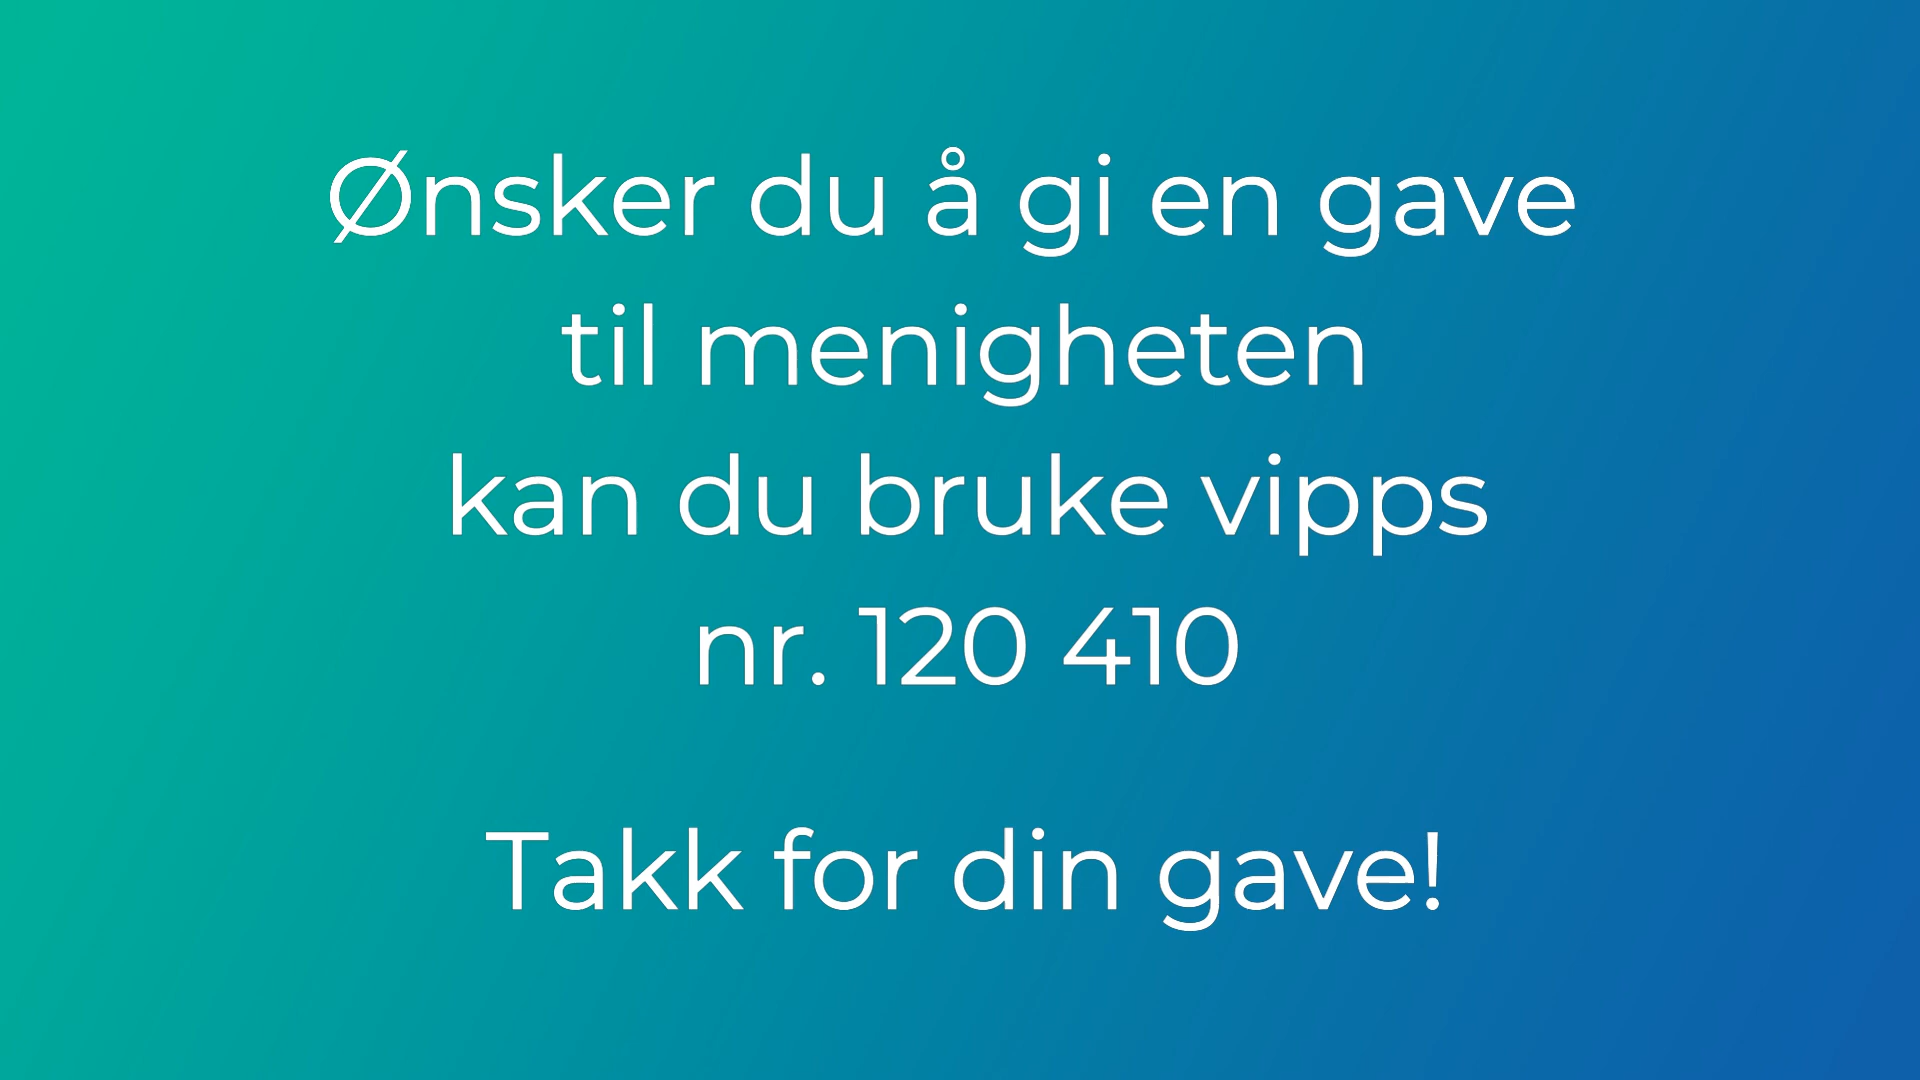 Ønsker du å gi en gave
til menigheten
kan du bruke vipps
nr. 120 410
Takk for din gave!